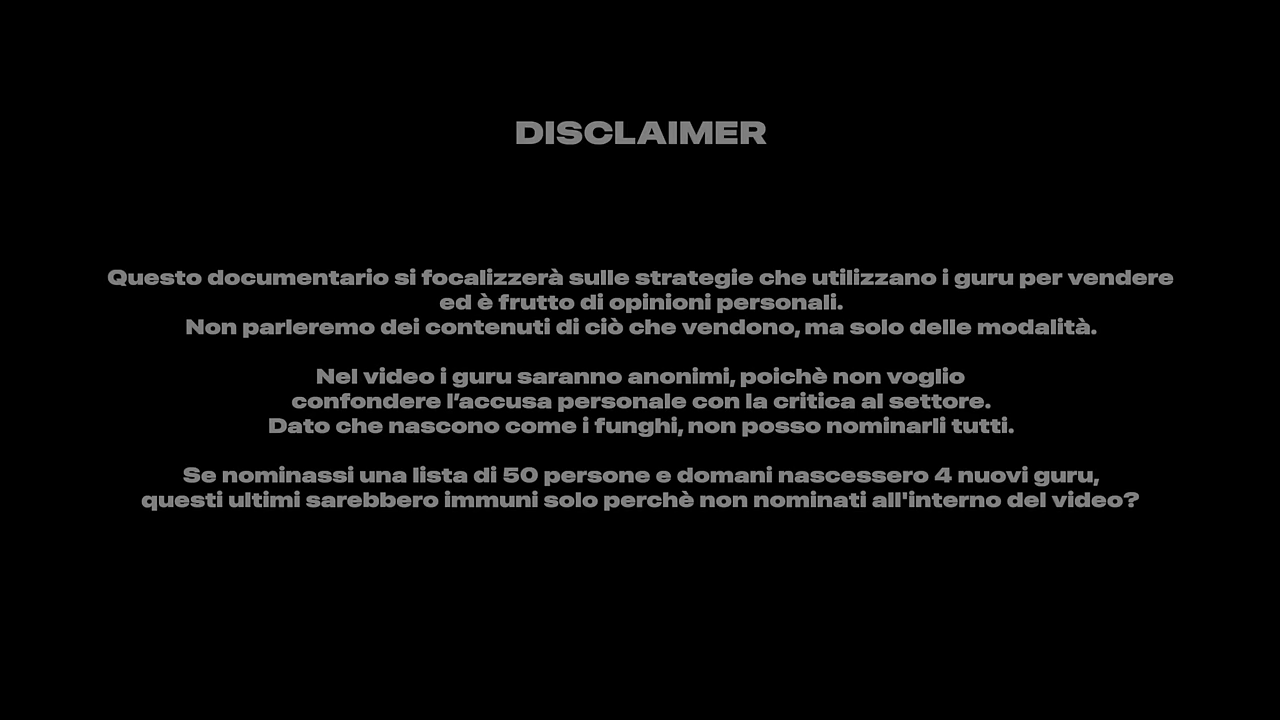 DISCLAIMER
Questo documentario si focalizzerà sulle strategie che utilizzano i guru per vendere
ed è frutto di opinioni personali.
Non parleremo dei contenuti di ciò che vendono, ma solo delle modalità.
Nel video i guru saranno anonimi, poichè non voglio
confondere l’accusa personale con la critica al settore.
Dato che nascono come i funghi, non posso nominarli tutti.
Se nominassi una lista di 50 persone e domani nascessero 4 nuovi guru,
questi ultimi sarebbero immuni solo perchè non nominati all'interno del video?